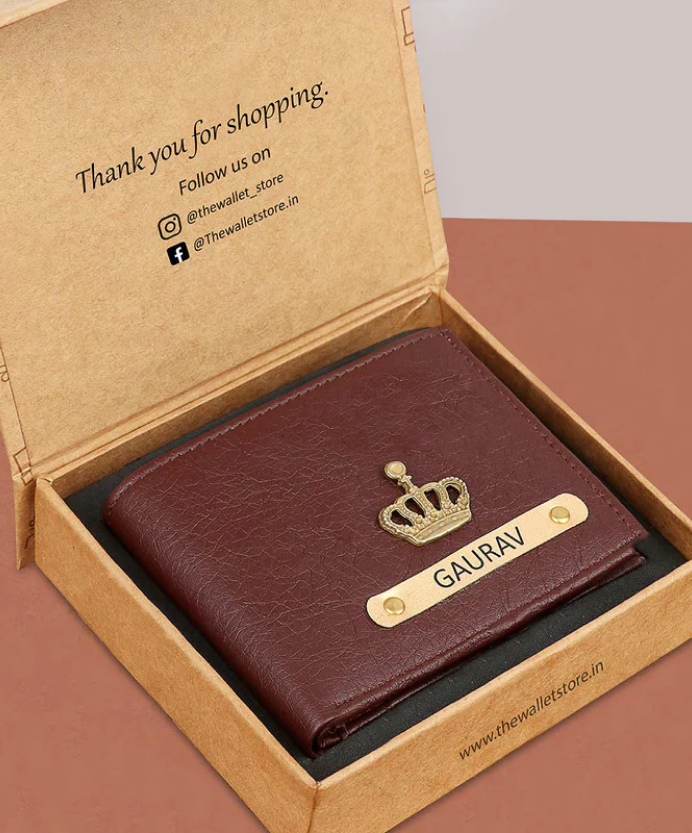 Thank you for shopping.
Follow us on
@thewallet_store
@Thewalletstore.in
GAURAV
www.thewalletstore.in